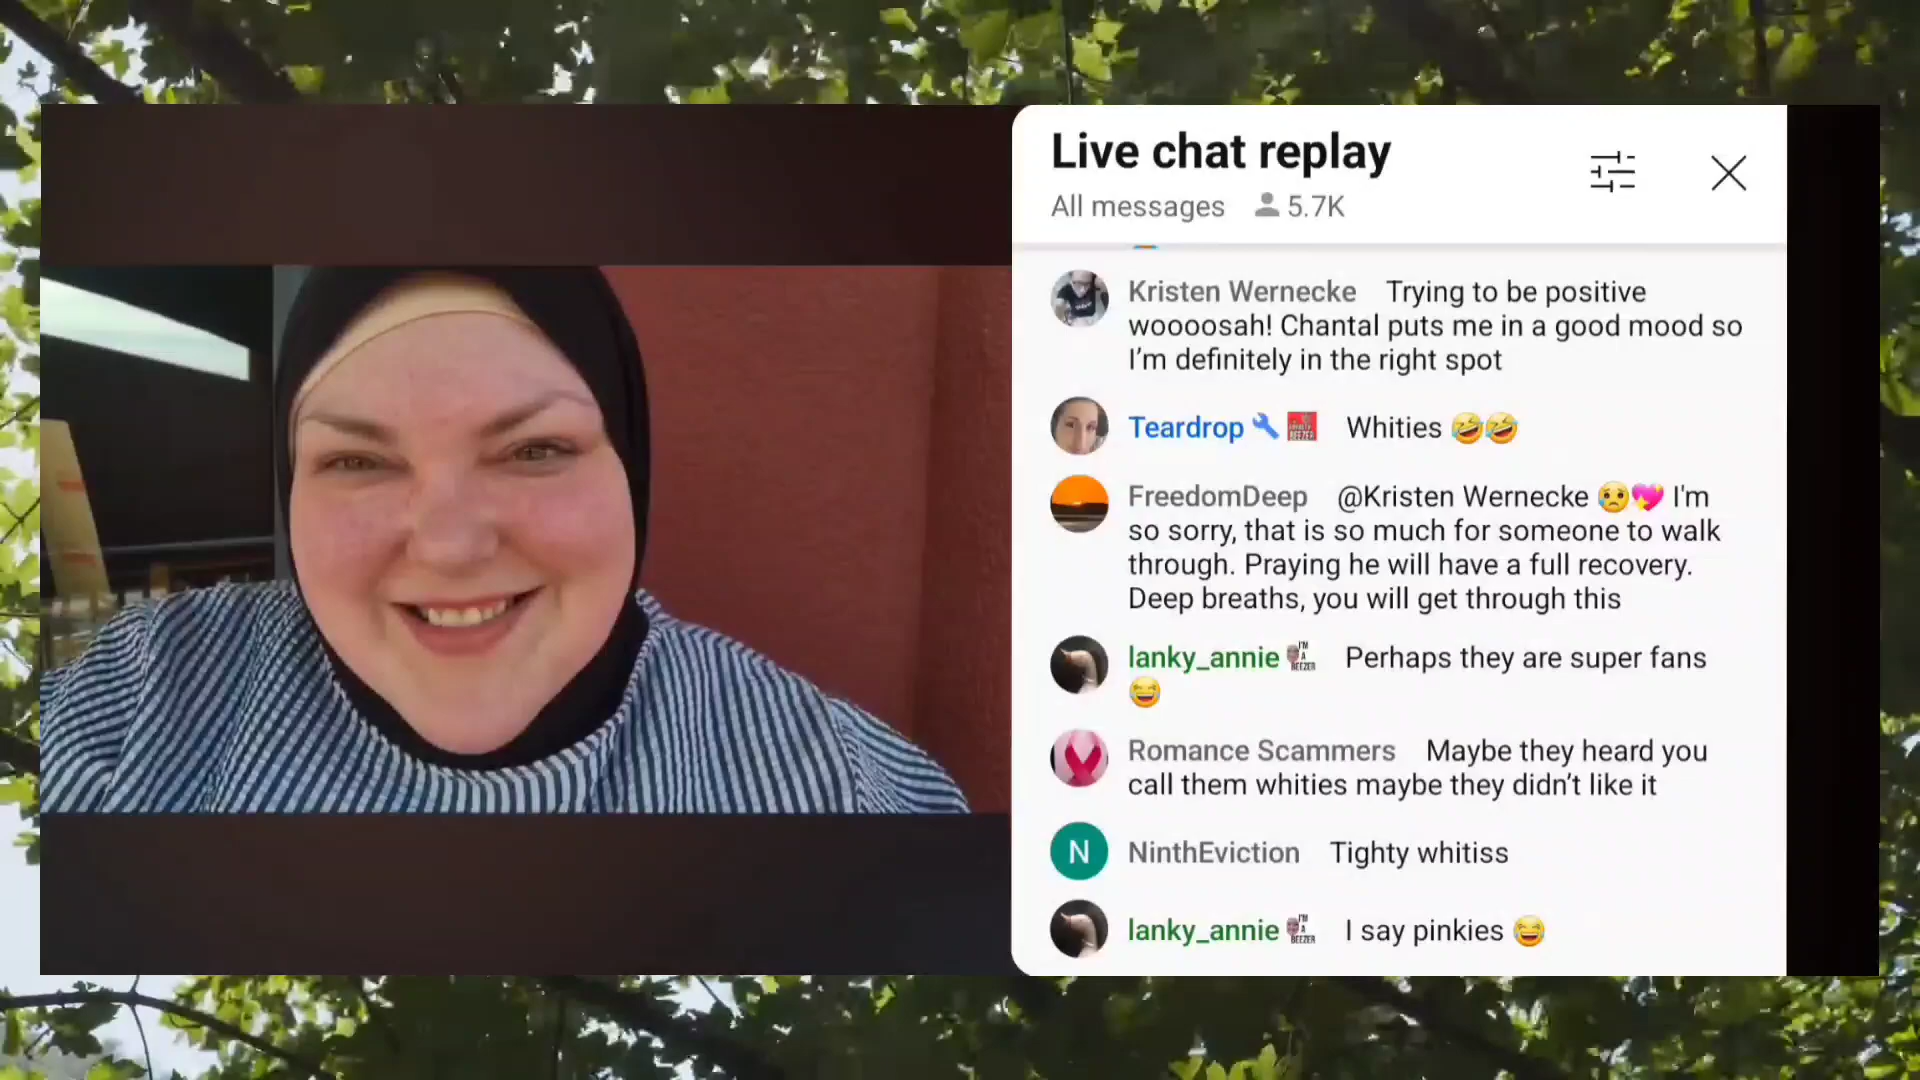 Live chat replay
All messages 5.7K
Kristen Wernecke Trying to be positive
woooosah! Chantal puts me in a good mood so
I'm definitely in the right spot
Teardrop Whities 🤣🤣
FreedomDeep @Kristen Wernecke 😥💖 I'm
so sorry, that is so much for someone to walk
through. Praying he will have a full recovery.
Deep breaths, you will get through this
lanky_annie I'M A BEEZER Perhaps they are super fans
😂
Romance Scammers Maybe they heard you
call them whities maybe they didn't like it
N NinthEviction Tighty whitiss
lanky_annie I'M A BEEZER I say pinkies 😂